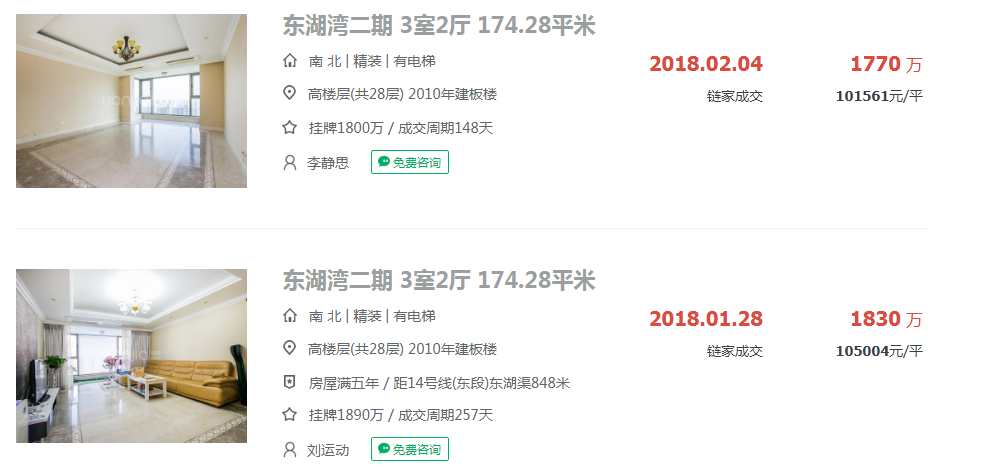 东湖湾二期 3室2厅 174.28平米
南 北 | 精装 | 有电梯
2018.02.04
1770 万
高楼层(共28层) 2010年建板楼
链家成交
101561元/平
挂牌1800万 / 成交周期148天
李静思
免费咨询
东湖湾二期 3室2厅 174.28平米
南 北 | 精装 | 有电梯
2018.01.28
1830 万
高楼层(共28层) 2010年建板楼
链家成交
105004元/平
房屋满五年 / 距14号线(东段)东湖渠848米
挂牌1890万 / 成交周期257天
刘运动
免费咨询